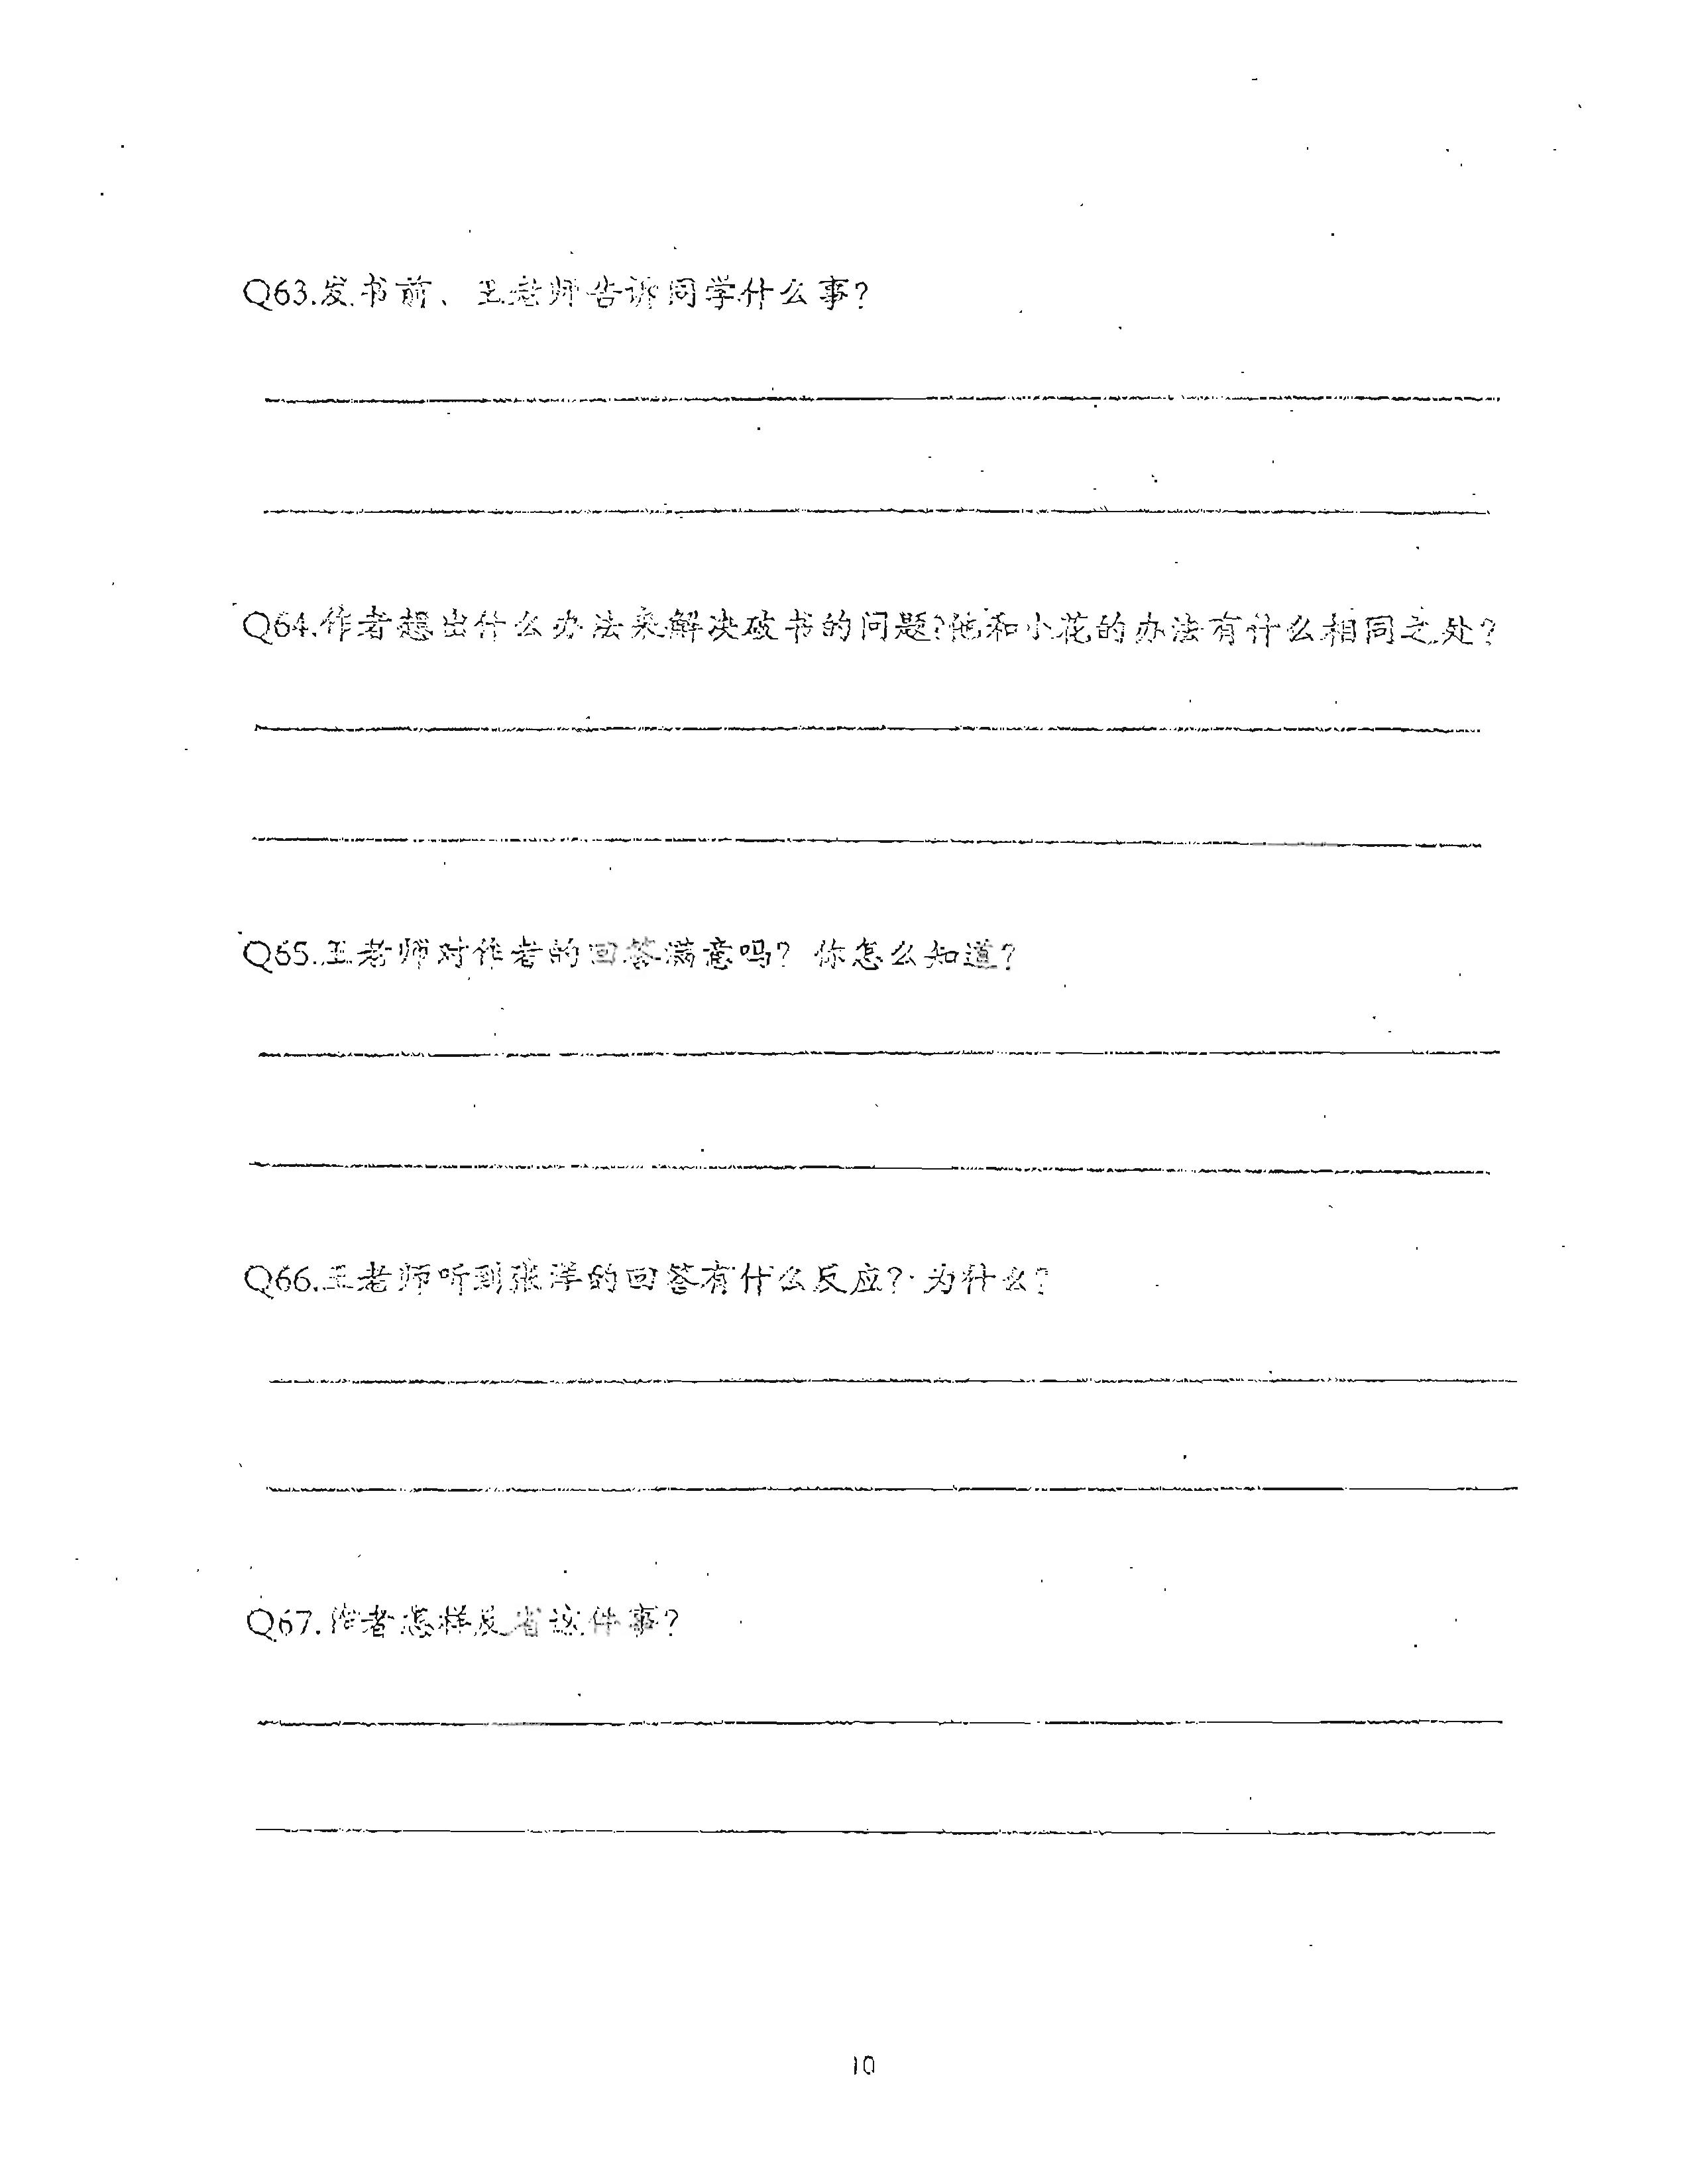 Q63.发书前、王老师告诉同学什么事?
Q64.作者想出什么办法来解决破书的问题?他和小花的办法有什么相同之处?
Q65.王老师对作者的回答满意吗? 你怎么知道?
Q66.王老师听到张洋的回答有什么反应? 为什么?
Q67.作者怎样反省这件事?
10